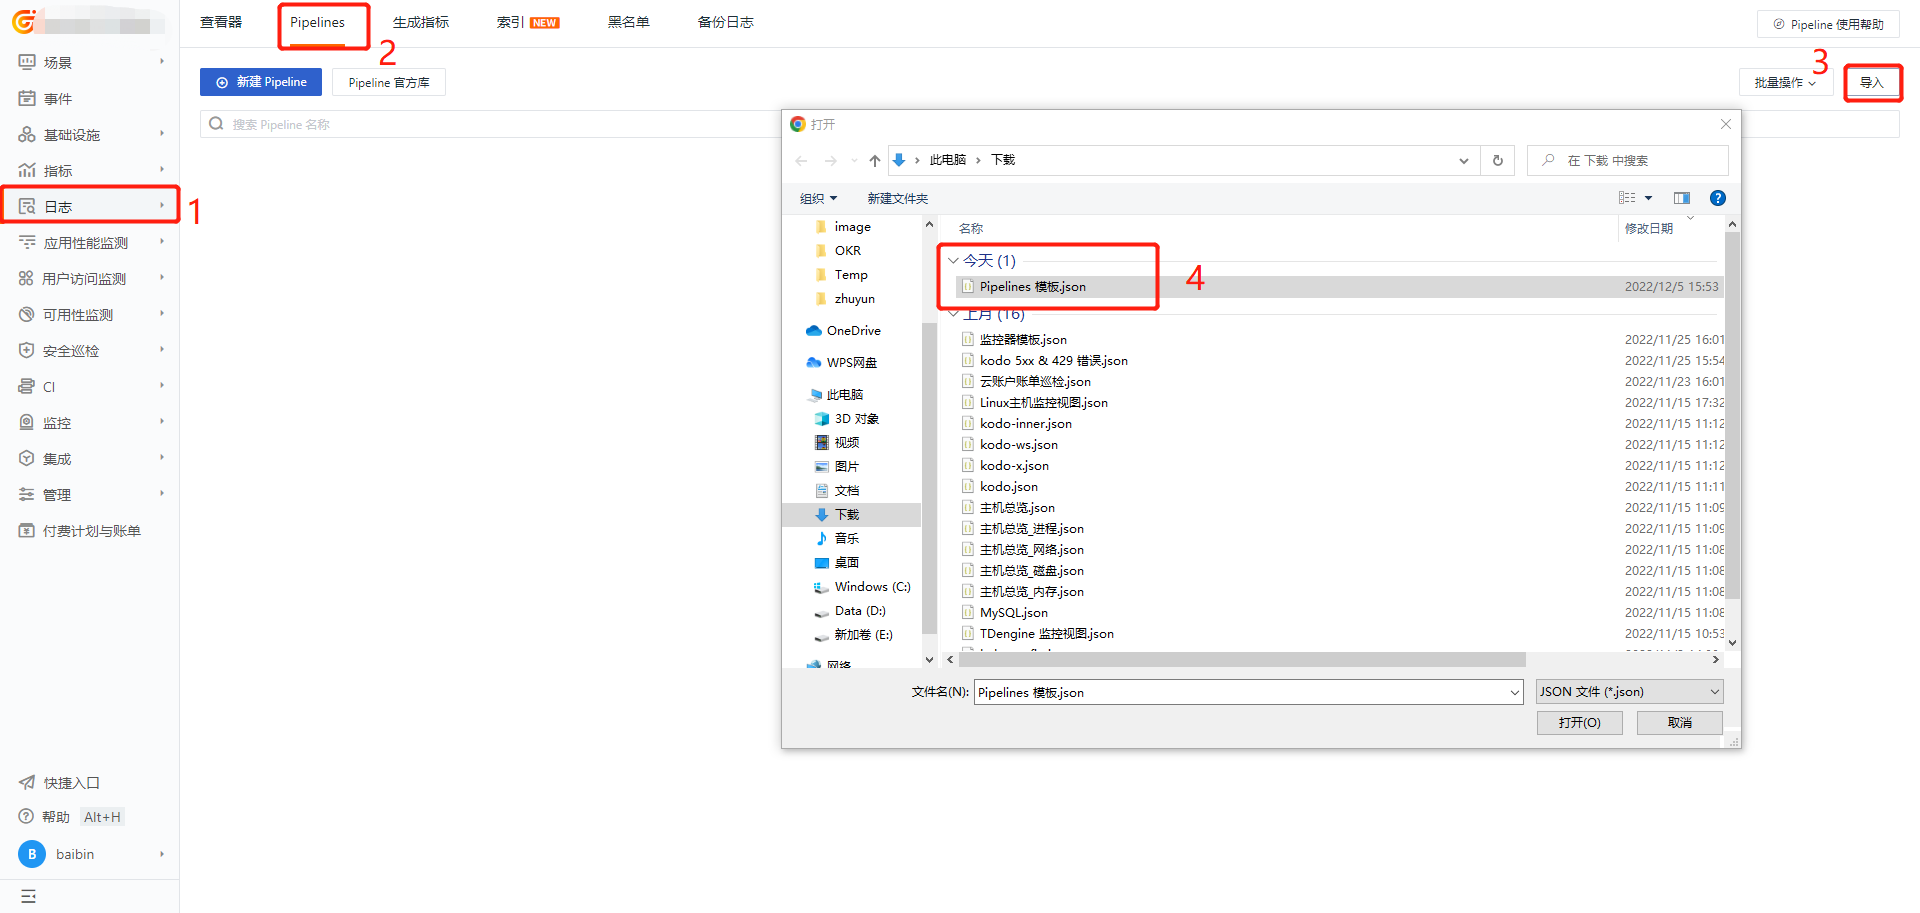 查看器
Pipelines
生成指标
索引 NEW
黑名单
备份日志
Pipeline 使用帮助
2
3
新建 Pipeline
Pipeline 官方库
批量操作
导入
搜索 Pipeline 名称
场景
事件
基础设施
指标
日志
1
应用性能监测
用户访问监测
可用性监测
安全巡检
CI
监控
集成
管理
付费计划与账单
快捷入口
帮助 Alt+H
B baibin
打开
此电脑 › 下载
在 下载 中搜索
组织
新建文件夹
?
image
OKR
Temp
zhuyun
OneDrive
WPS网盘
此电脑
3D 对象
视频
图片
文档
下载
音乐
桌面
Windows (C:)
Data (D:)
新加卷 (E:)
网络
名称
修改日期
今天 (1)
4
Pipelines 模板.json 2022/12/5 15:53
上月 (16)
监控器模板.json 2022/11/25 16:01
kodo 5xx & 429 错误.json 2022/11/25 15:54
云账户账单巡检.json 2022/11/23 16:01
Linux主机监控视图.json 2022/11/15 17:32
kodo-inner.json 2022/11/15 11:12
kodo-ws.json 2022/11/15 11:12
kodo-x.json 2022/11/15 11:12
kodo.json 2022/11/15 11:11
主机总览.json 2022/11/15 11:09
主机总览_进程.json 2022/11/15 11:09
主机总览_网络.json 2022/11/15 11:08
主机总览_磁盘.json 2022/11/15 11:08
主机总览_内存.json 2022/11/15 11:08
MySQL.json 2022/11/15 11:08
TDengine 监控视图.json 2022/11/15 10:53
文件名(N): Pipelines 模板.json
JSON 文件 (*.json)
打开(O)
取消